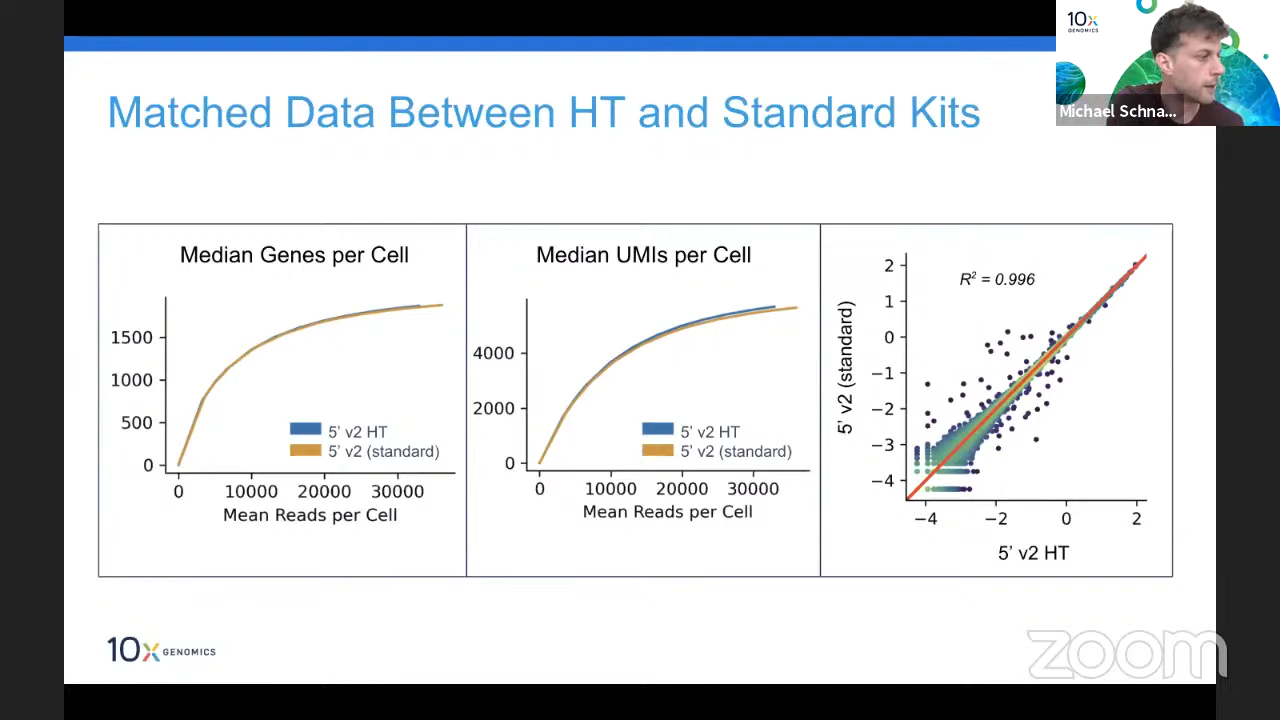 10x
GENOMICS
Michael Schna...
Matched Data Between HT and Standard Kits
Median Genes per Cell
1500
1000
500
0
5’ v2 HT
5’ v2 (standard)
0 10000 20000 30000
Mean Reads per Cell
Median UMIs per Cell
4000
2000
0
5’ v2 HT
5’ v2 (standard)
0 10000 20000 30000
Mean Reads per Cell
R² = 0.996
5’ v2 (standard)
2
1
0
−1
−2
−3
−4
−4 −2 0 2
5’ v2 HT
10x GENOMICS
zoom